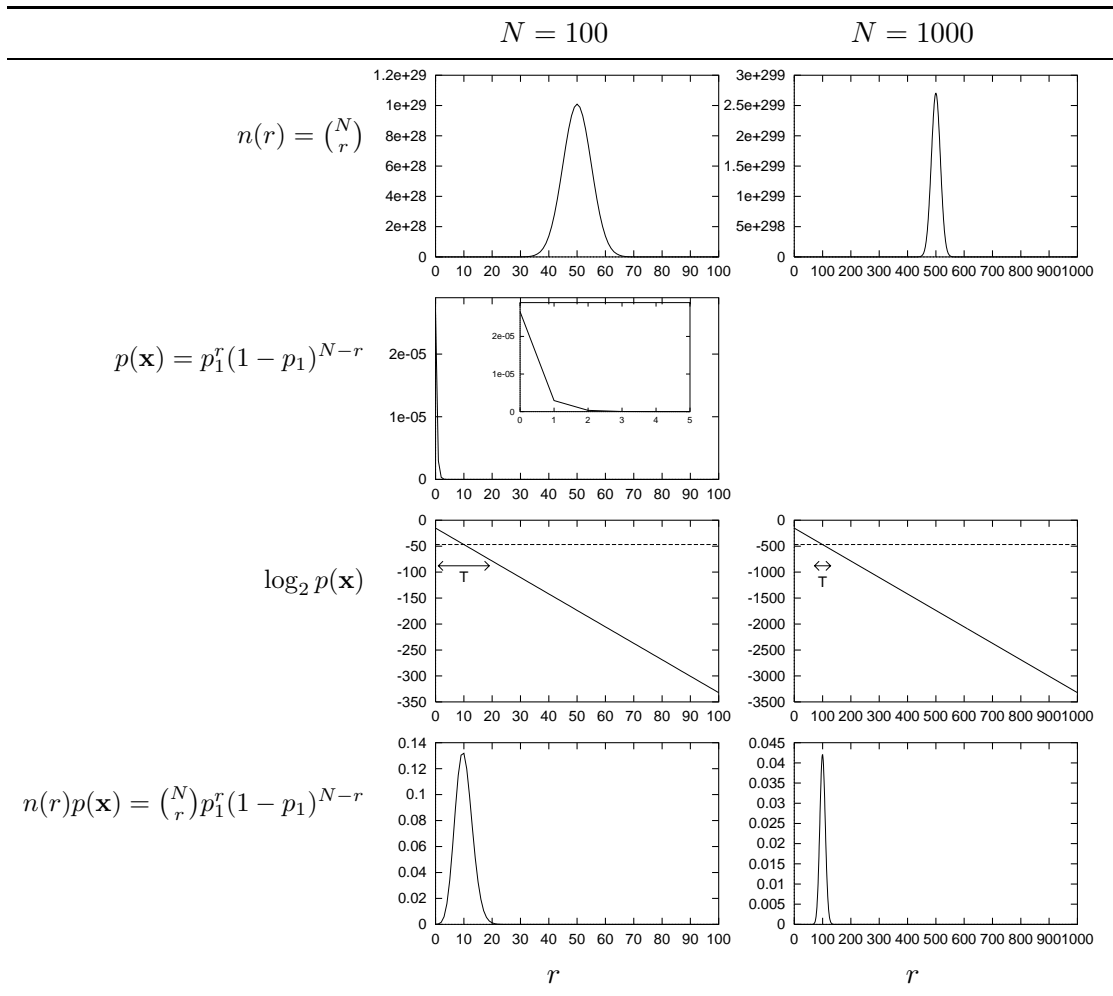 N = 100 N = 1000
n(r) = \binom{N}{r}
1.2e+29
1e+29
8e+28
6e+28
4e+28
2e+28
0
0 10 20 30 40 50 60 70 80 90 100
3e+299
2.5e+299
2e+299
1.5e+299
1e+299
5e+298
0
0 100 200 300 400 500 600 700 800 9001000
p(x) = p_1^r(1 − p_1)^{N−r}
2e-05
1e-05
0
0 10 20 30 40 50 60 70 80 90 100
2e-05
1e-05
0
0 1 2 3 4 5
log_2 p(x)
0
-50
-100
-150
-200
-250
-300
-350
0 10 20 30 40 50 60 70 80 90 100
T
0
-500
-1000
-1500
-2000
-2500
-3000
-3500
0 100 200 300 400 500 600 700 800 9001000
T
n(r)p(x) = \binom{N}{r}p_1^r(1 − p_1)^{N−r}
0.14
0.12
0.1
0.08
0.06
0.04
0.02
0
0 10 20 30 40 50 60 70 80 90 100
0.045
0.04
0.035
0.03
0.025
0.02
0.015
0.01
0.005
0
0 100 200 300 400 500 600 700 800 9001000
r r